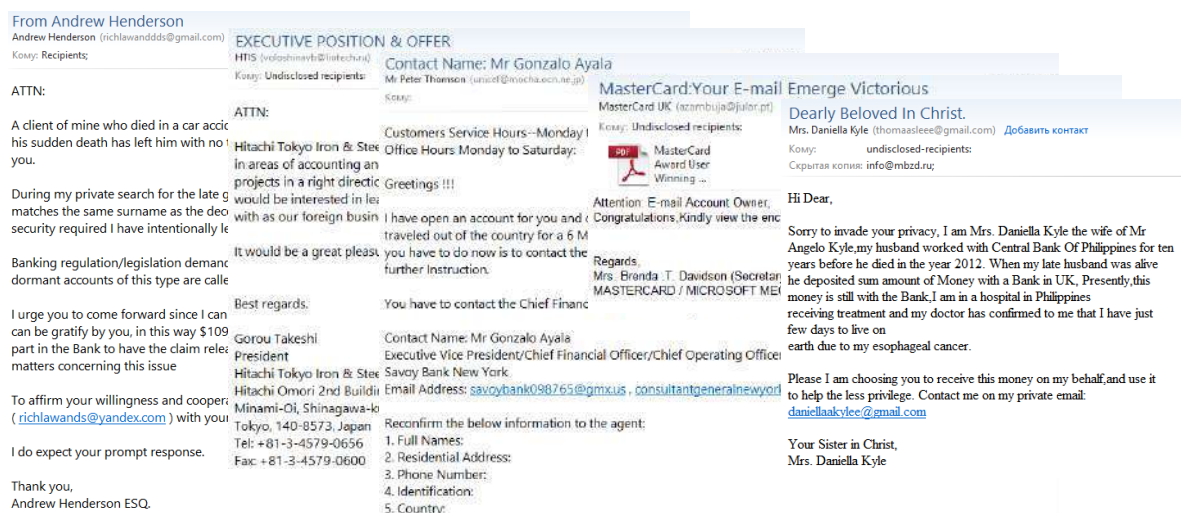 From Andrew Henderson
Andrew Henderson (richlawanddds@gmail.com)
Кому: Recipients;
ATTN:
A client of mine who died in a car accid
his sudden death has left him with no
you.
During my private search for the late g
matches the same surname as the dec
security required I have intentionally le
Banking regulation/legislation demand
dormant accounts of this type are calle
I urge you to come forward since I can
can be gratify by you, in this way $109
part in the Bank to have the claim relea
matters concerning this issue
To affirm your willingness and coopera
( richlawands@yandex.com ) with your
I do expect your prompt response.
Thank you,
Andrew Henderson ESQ.
EXECUTIVE POSITION & OFFER
HTIS (voloshinavb@lintech.ru)
Кому: Undisclosed recipients:
ATTN:
Hitachi Tokyo Iron & Stee
in areas of accounting an
projects in a right directic
would be interested in lea
with as our foreign busin
It would be a great pleasu
Best regards.
Gorou Takeshi
President
Hitachi Tokyo Iron & Stee
Hitachi Omori 2nd Buildi
Minami-Oi, Shinagawa-k
Tokyo, 140-8573, Japan
Tel: +81-3-4579-0656
Fax: +81-3-4579-0600
Contact Name: Mr Gonzalo Ayala
Mr Peter Thomson (unicef@mocha.ocn.ne.jp)
Кому:
Customers Service Hours--Monday t
Office Hours Monday to Saturday:
Greetings !!!
I have open an account for you and
traveled out of the country for a 6 M
you have to do now is to contact the
further Instruction.
You have to contact the Chief Financ
Contact Name: Mr Gonzalo Ayala
Executive Vice President/Chief Financial Officer/Chief Operating Officer
Savoy Bank New York
Email Address: savoybank098765@gmx.us , consultantgeneralnewyork
Reconfirm the below information to the agent:
1. Full Names:
2. Residential Address:
3. Phone Number:
4. Identification:
5. Country:
MasterCard:Your E-mail Emerge Victorious
MasterCard UK (azambuja@jular.pt)
Кому: Undisclosed recipients:
PDF
MasterCard
Award User
Winning ...
Attention: E-mail Account Owner,
Congratulations,Kindly view the enc
Regards,
Mrs. Brenda .T. Davidson (Secretar
MASTERCARD / MICROSOFT ME
Dearly Beloved In Christ.
Mrs. Daniella Kyle (thomaasleee@gmail.com) Добавить контакт
Кому: undisclosed-recipients:
Скрытая копия: info@mbzd.ru;
Hi Dear,
Sorry to invade your privacy, I am Mrs. Daniella Kyle the wife of Mr
Angelo Kyle,my husband worked with Central Bank Of Philippines for ten
years before he died in the year 2012. When my late husband was alive
he deposited sum amount of Money with a Bank in UK, Presently,this
money is still with the Bank,I am in a hospital in Philippines
receiving treatment and my doctor has confirmed to me that I have just
few days to live on
earth due to my esophageal cancer.
Please I am choosing you to receive this money on my behalf,and use it
to help the less privilege. Contact me on my private email:
daniellaakylee@gmail.com
Your Sister in Christ,
Mrs. Daniella Kyle